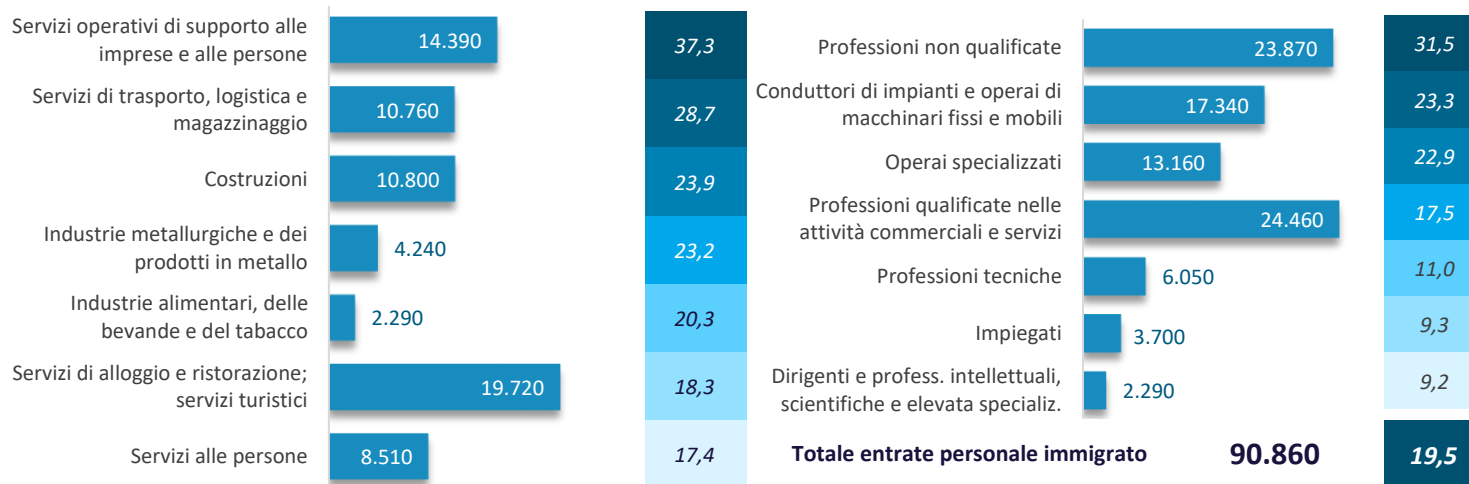 Servizi operativi di supporto alle
imprese e alle persone
14.390
37,3
Servizi di trasporto, logistica e
magazzinaggio
10.760
28,7
Costruzioni
10.800
23,9
Industrie metallurgiche e dei
prodotti in metallo
4.240
23,2
Industrie alimentari, delle
bevande e del tabacco
2.290
20,3
Servizi di alloggio e ristorazione;
servizi turistici
19.720
18,3
Servizi alle persone
8.510
17,4
Professioni non qualificate
23.870
31,5
Conduttori di impianti e operai di
macchinari fissi e mobili
17.340
23,3
Operai specializzati
13.160
22,9
Professioni qualificate nelle
attività commerciali e servizi
24.460
17,5
Professioni tecniche
6.050
11,0
Impiegati
3.700
9,3
Dirigenti e profess. intellettuali,
scientifiche e elevata specializ.
2.290
9,2
Totale entrate personale immigrato 90.860 19,5